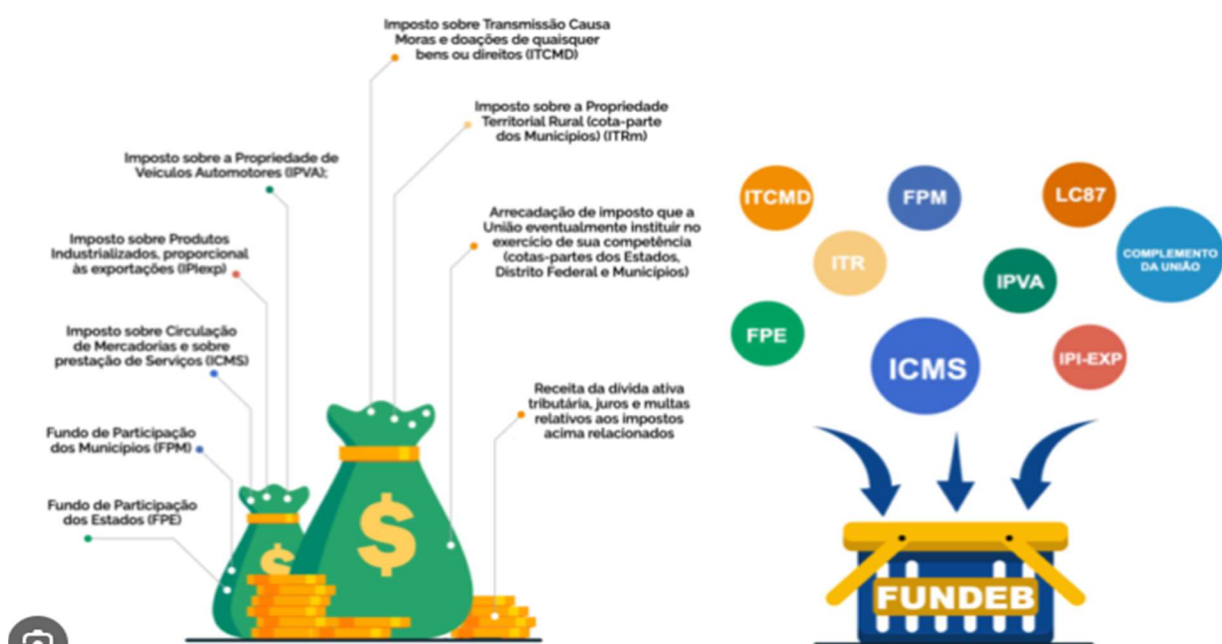 Imposto sobre Transmissão Causa
Moras e doações de quaisquer
bens ou direitos (ITCMD)
Imposto sobre a Propriedade
Territorial Rural (cota-parte
dos Municípios) (ITRm)
Imposto sobre a Propriedade de
Veículos Automotores (IPVA);
Arrecadação de imposto que a
União eventualmente instituir no
exercício de sua competência
(cotas-partes dos Estados,
Distrito Federal e Municípios)
Imposto sobre Produtos
Industrializados, proporcional
às exportações (IPIexp)
Imposto sobre Circulação
de Mercadorias e sobre
prestação de Serviços (ICMS)
Receita da dívida ativa
tributária, juros e multas
relativos aos impostos
acima relacionados
Fundo de Participação
dos Municípios (FPM)
Fundo de Participação
dos Estados (FPE)
$
$
ITCMD
FPM
LC87
ITR
IPVA
COMPLEMENTO
DA UNIÃO
FPE
ICMS
IPI-EXP
FUNDEB